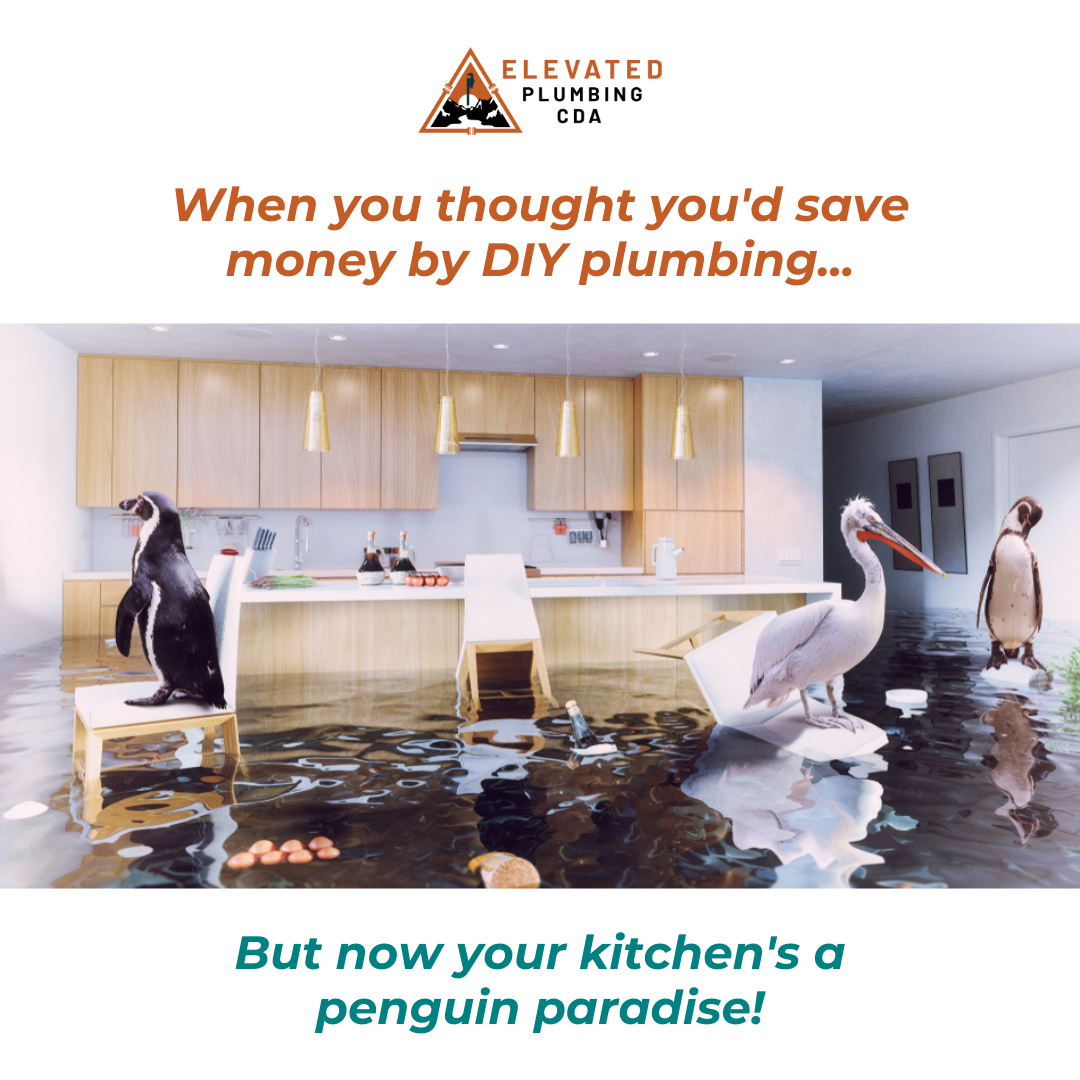 ELEVATED
PLUMBING
CDA
When you thought you'd save
money by DIY plumbing...
But now your kitchen's a
penguin paradise!